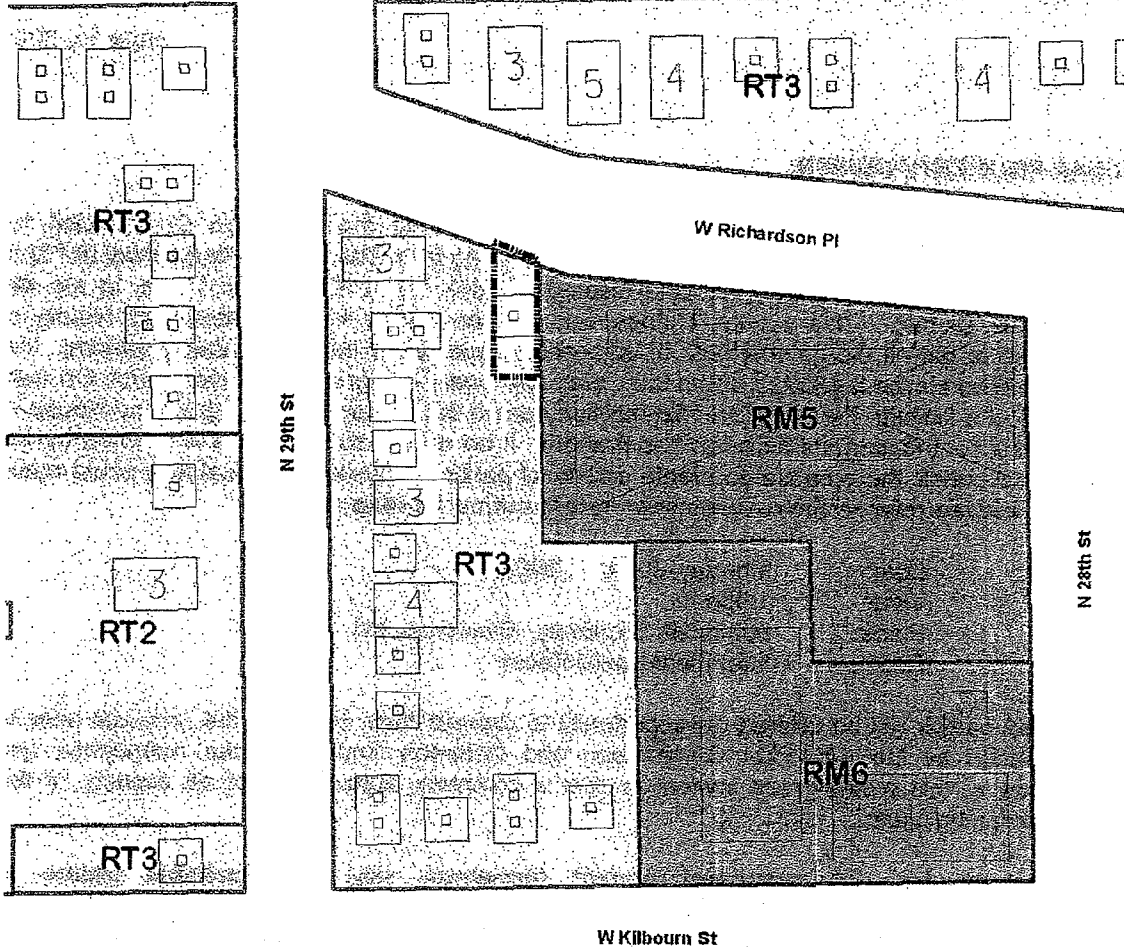 3
5
4
RT3
4
RT3
W Richardson Pl
3
RM5
N 29th St
3
RT3
N 28th St
3
4
RT2
RM6
RT3
W Kilbourn St